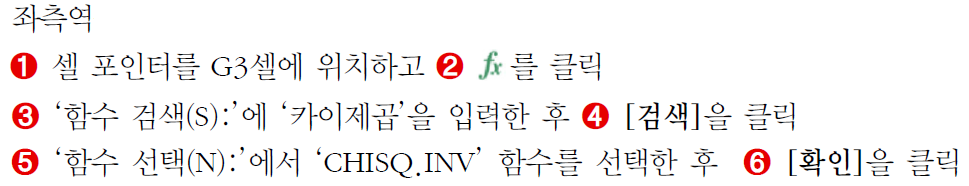 좌측역
❶ 셀 포인터를 G3셀에 위치하고 ❷ fx 를 클릭
❸ ‘함수 검색(S):’에 ‘카이제곱’을 입력한 후 ❹ [검색]을 클릭
❺ ‘함수 선택(N):’에서 ‘CHISQ.INV’ 함수를 선택한 후 ❻ [확인]을 클릭